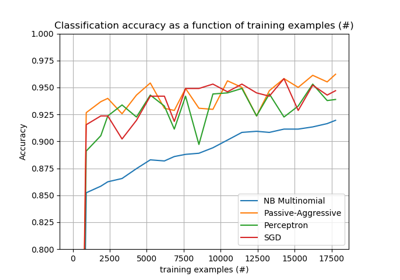 Classification accuracy as a function of training examples (#)
1.000
0.975
0.950
0.925
0.900
0.875
0.850
0.825
0.800
Accuracy
NB Multinomial
Passive-Aggressive
Perceptron
SGD
0 2500 5000 7500 10000 12500 15000 17500
training examples (#)